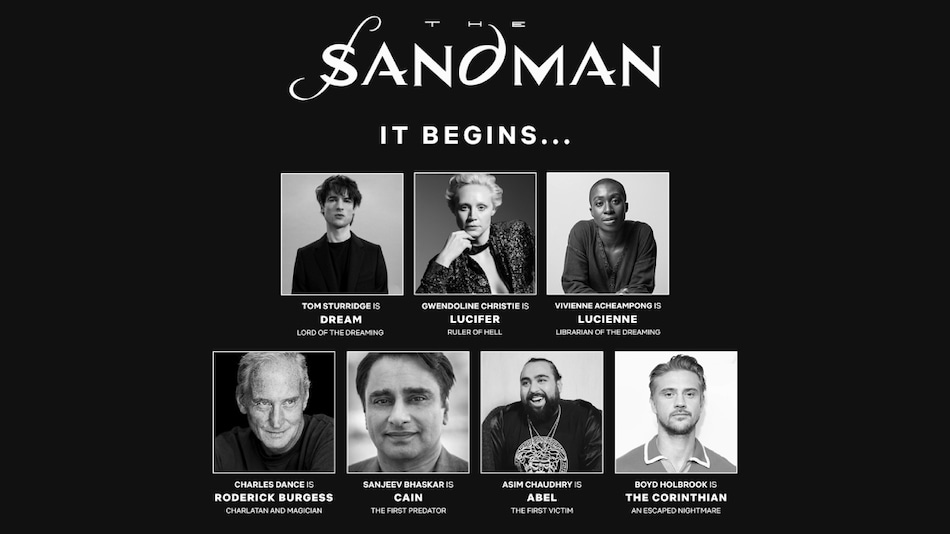 THE
SANDMAN
IT BEGINS...
TOM STURRIDGE IS
DREAM
LORD OF THE DREAMING
GWENDOLINE CHRISTIE IS
LUCIFER
RULER OF HELL
VIVIENNE ACHEAMPONG IS
LUCIENNE
LIBRARIAN OF THE DREAMING
CHARLES DANCE IS
RODERICK BURGESS
CHARLATAN AND MAGICIAN
SANJEEV BHASKAR IS
CAIN
THE FIRST PREDATOR
ASIM CHAUDHRY IS
ABEL
THE FIRST VICTIM
BOYD HOLBROOK IS
THE CORINTHIAN
AN ESCAPED NIGHTMARE